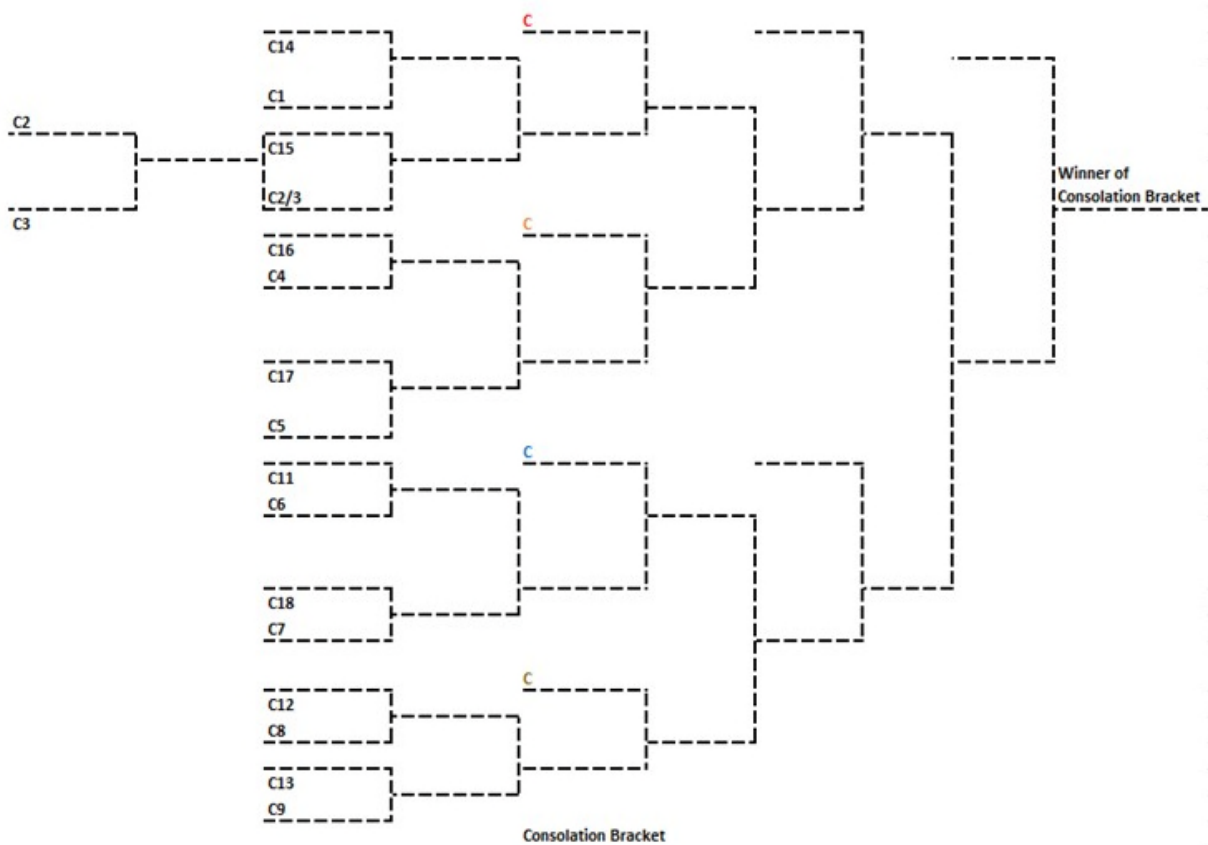 C
C14
C1
C2
C15
Winner of
Consolation Bracket
C2/3
C3
C
C16
C4
C17
C5
C
C11
C6
C18
C7
C
C12
C8
C13
C9
Consolation Bracket